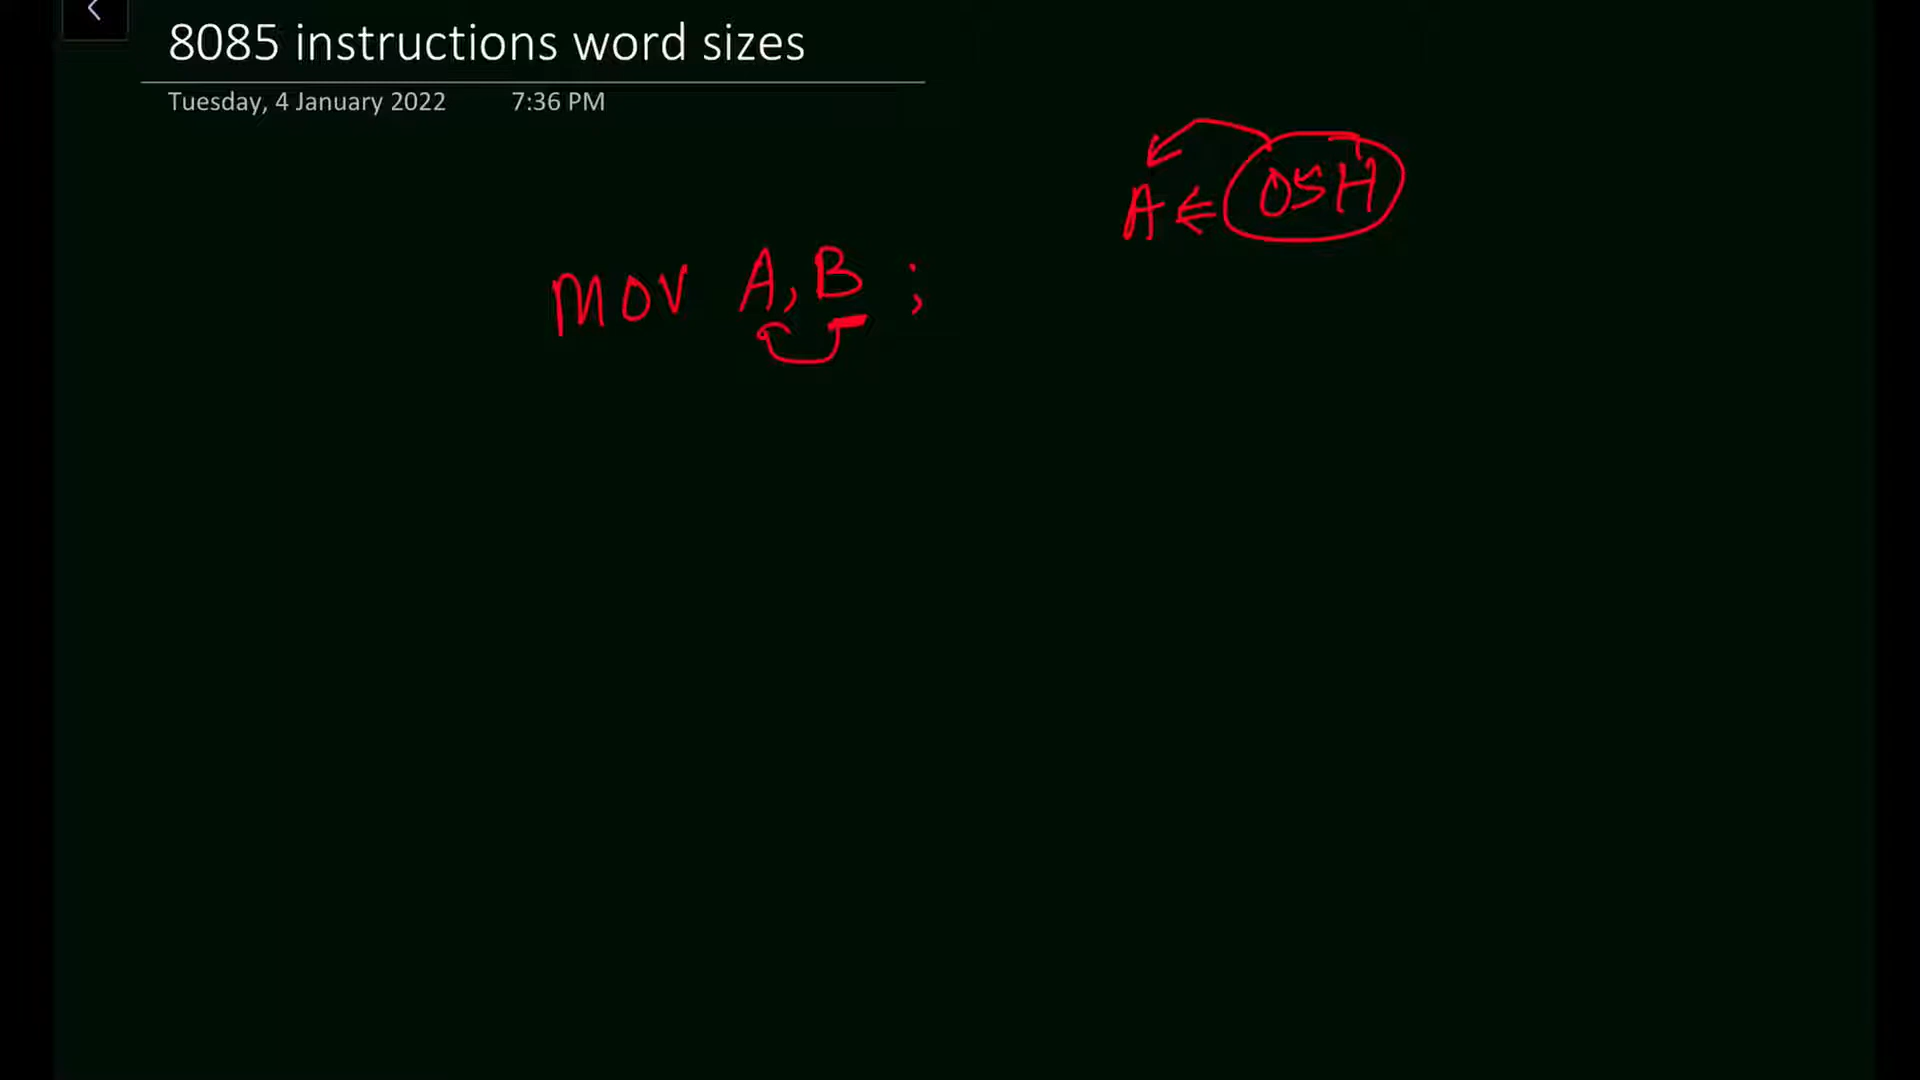 8085 instructions word sizes
Tuesday, 4 January 2022 7:36 PM
A ⇐ 05H
MOV A, B ;